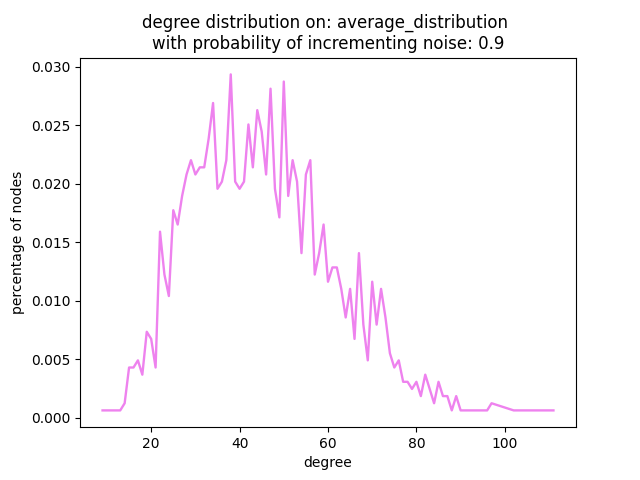 degree distribution on: average_distribution
with probability of incrementing noise: 0.9
0.030
0.025
0.020
0.015
0.010
0.005
0.000
percentage of nodes
20 40 60 80 100
degree